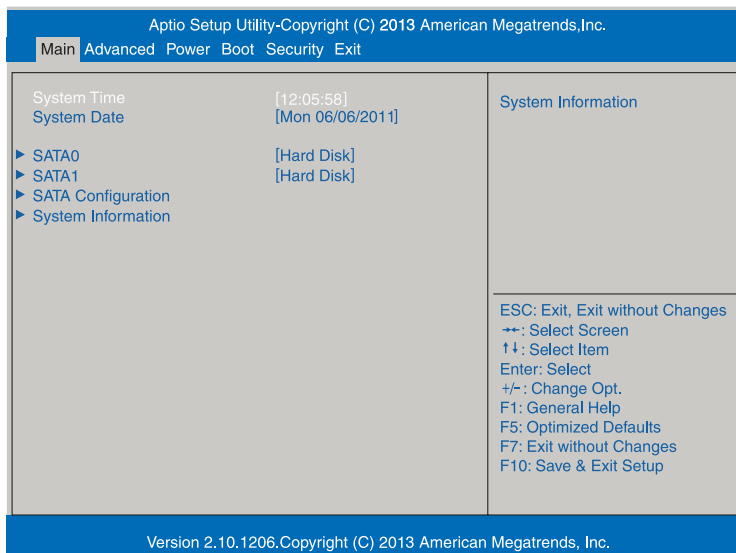 Aptio Setup Utility-Copyright (C) 2013 American Megatrends,Inc.
Main Advanced Power Boot Security Exit
System Time [12:05:58]
System Date [Mon 06/06/2011]
SATA0 [Hard Disk]
SATA1 [Hard Disk]
SATA Configuration
System Information
System Information
ESC: Exit, Exit without Changes
→←: Select Screen
↑↓: Select Item
Enter: Select
+/-: Change Opt.
F1: General Help
F5: Optimized Defaults
F7: Exit without Changes
F10: Save & Exit Setup
Version 2.10.1206.Copyright (C) 2013 American Megatrends, Inc.